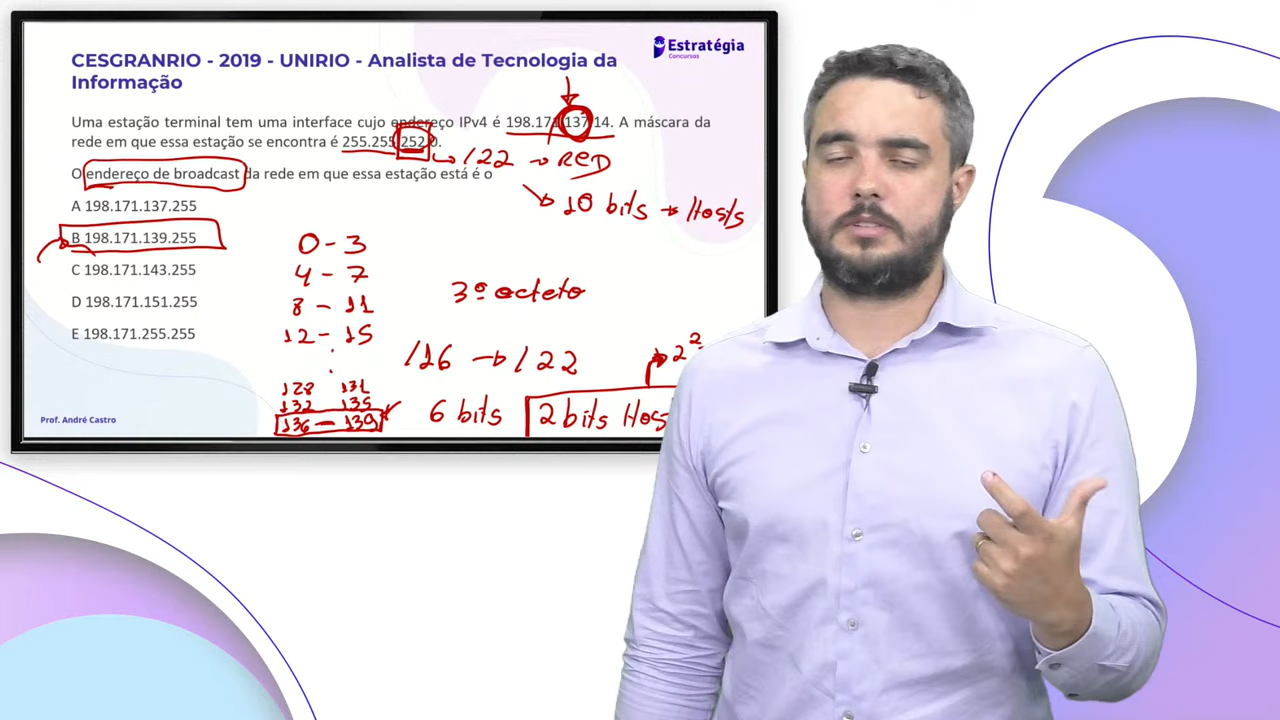 CESGRANRIO - 2019 - UNIRIO - Analista de Tecnologia da
Informação
Estratégia
Concursos
Uma estação terminal tem uma interface cujo endereço IPv4 é 198.171.137.14. A máscara da
rede em que essa estação se encontra é 255.255.252.0.
/22 → RED
O endereço de broadcast da rede em que essa estação está é o
10 bits → Hosts
A 198.171.137.255
B 198.171.139.255
C 198.171.143.255
D 198.171.151.255
E 198.171.255.255
0 - 3
4 - 7
8 - 11
12 - 15
128 131
132 135
136 - 139
3º octeto
/16 → /22
2²
6 bits
2 bits Hos
Prof. André Castro